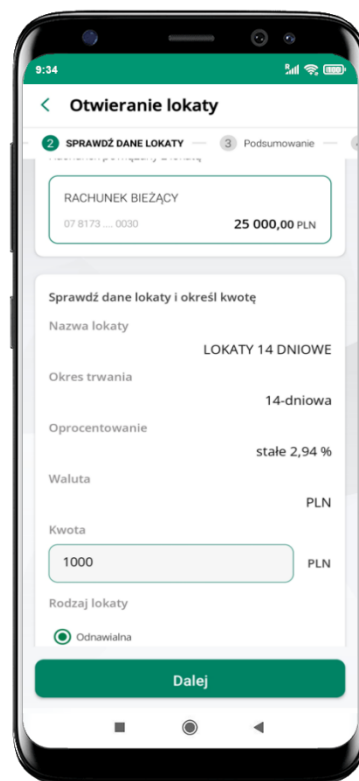 9:34
Otwieranie lokaty
2 SPRAWDŹ DANE LOKATY 3 Podsumowanie
RACHUNEK BIEŻĄCY
07 8173 .... 0030 25 000,00 PLN
Sprawdź dane lokaty i określ kwotę
Nazwa lokaty
LOKATY 14 DNIOWE
Okres trwania
14-dniowa
Oprocentowanie
stałe 2,94 %
Waluta
PLN
Kwota
1000 PLN
Rodzaj lokaty
Odnawialna
Dalej